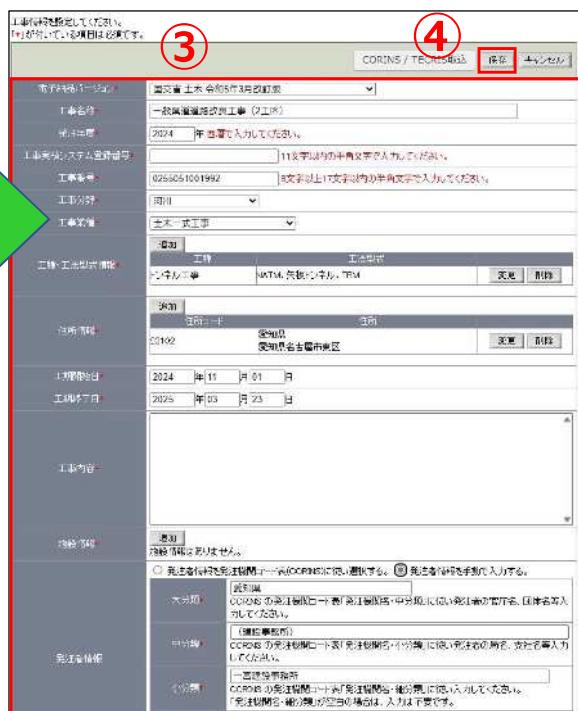 工事情報を設定してください。
「*」が付いている項目は必須です。
③
④
CORINS / TECRIS取込 保存 キャンセル
電子納品バージョン* 国交省 土木 令和5年3月改訂版
工事名称* 一般県道道路改良工事（2工区）
発注年度* 2024 年 西暦で入力してください。
工事実績システム登録番号* 11文字以内の半角文字で入力してください。
工事番号* 0255051001992 8文字以上17文字以内の半角文字で入力してください。
工事分野* 河川
工事業種* 土木一式工事
工種・工法型式情報*
追加
工種 工法型式
トンネル工事 NATM、矢板トンネル、TBM 変更 削除
住所情報*
追加
住所コード 住所
23102 愛知県
愛知県名古屋市東区 変更 削除
工期開始日* 2024 年 11 月 01 日
工期終了日* 2025 年 03 月 23 日
工事内容*
施設情報* 追加
施設情報はありません。
発注者情報
発注者情報を発注機関コード表(CORINS)に従い選択する。 発注者情報を手動で入力する。
大分類* 愛知県
CORINS の発注機関コード表「発注機関名・中分類」に従い発注者の官庁名、団体名等入力してください。
中分類* （建設事務所）
CORINS の発注機関コード表「発注機関名・小分類」に従い発注者の局名、支社名等入力してください。
小分類* 一宮建設事務所
CORINS の発注機関コード表「発注機関名・細分類」に従い入力してください。
「発注機関名・細分類」が空白の場合は、入力は不要です。